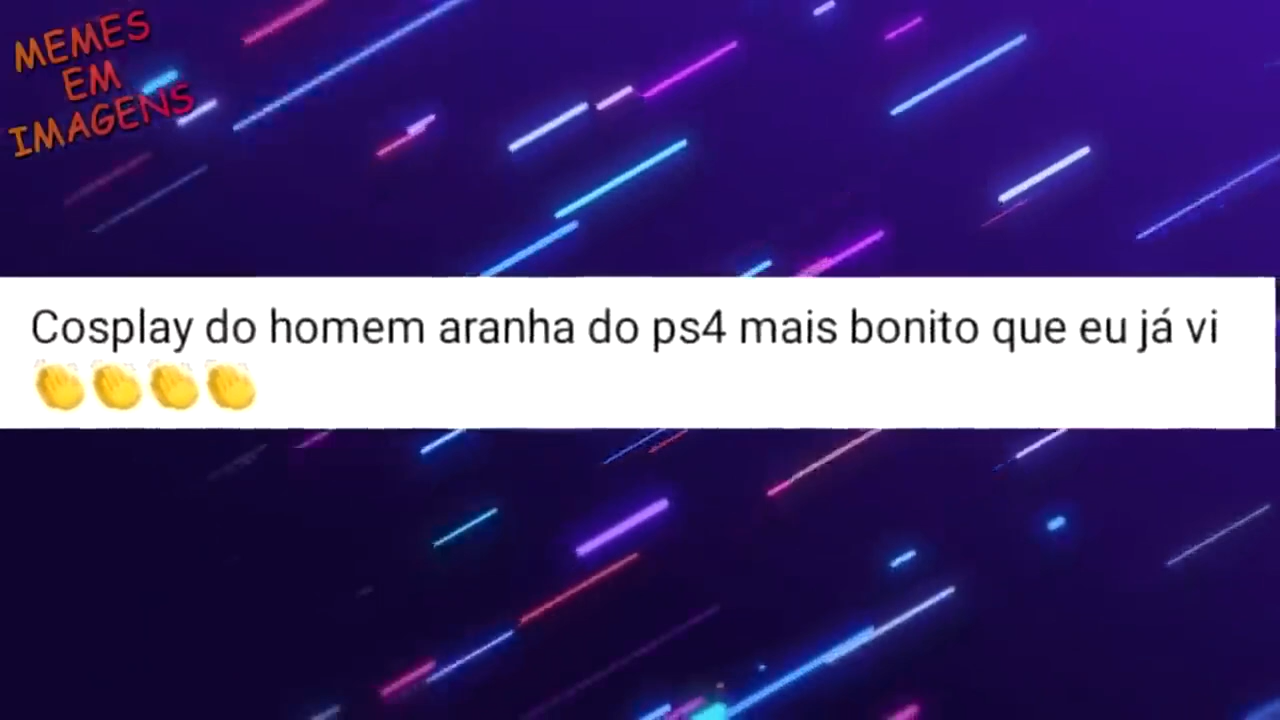 MEMES
EM
IMAGENS
Cosplay do homem aranha do ps4 mais bonito que eu já vi
👏👏👏👏